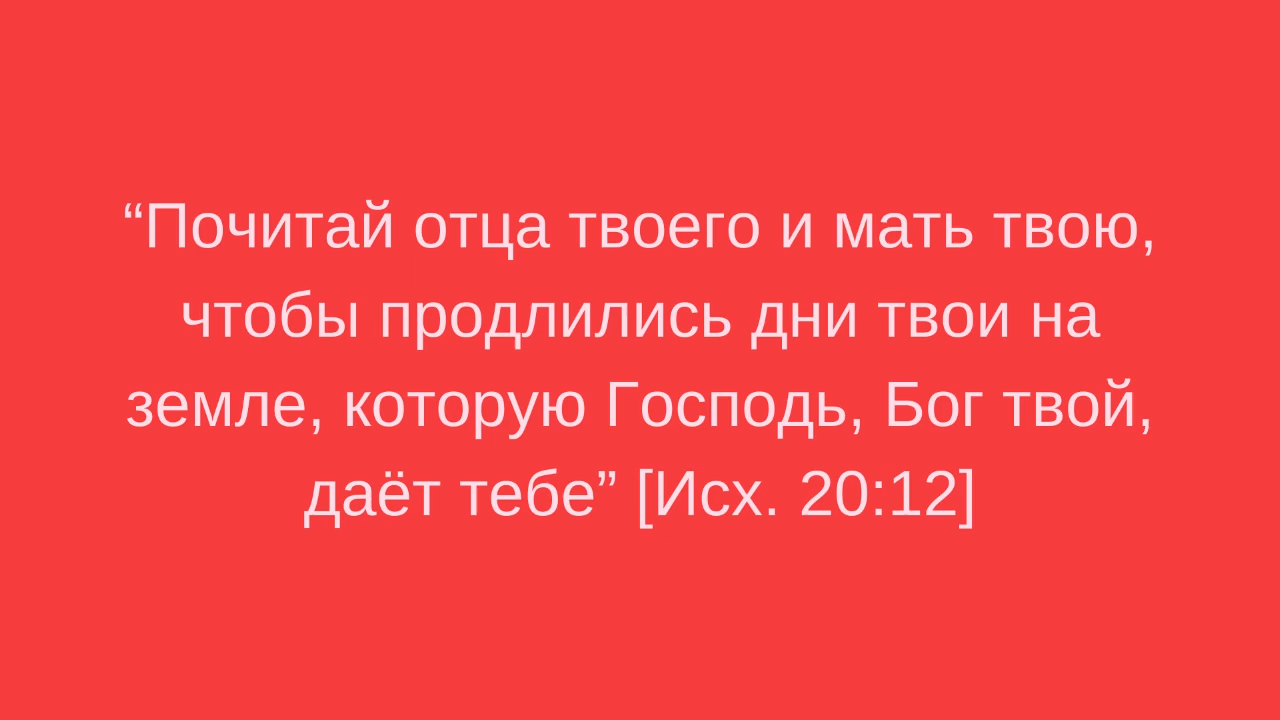 “Почитай отца твоего и мать твою,
чтобы продлились дни твои на
земле, которую Господь, Бог твой,
даёт тебе” [Исх. 20:12]